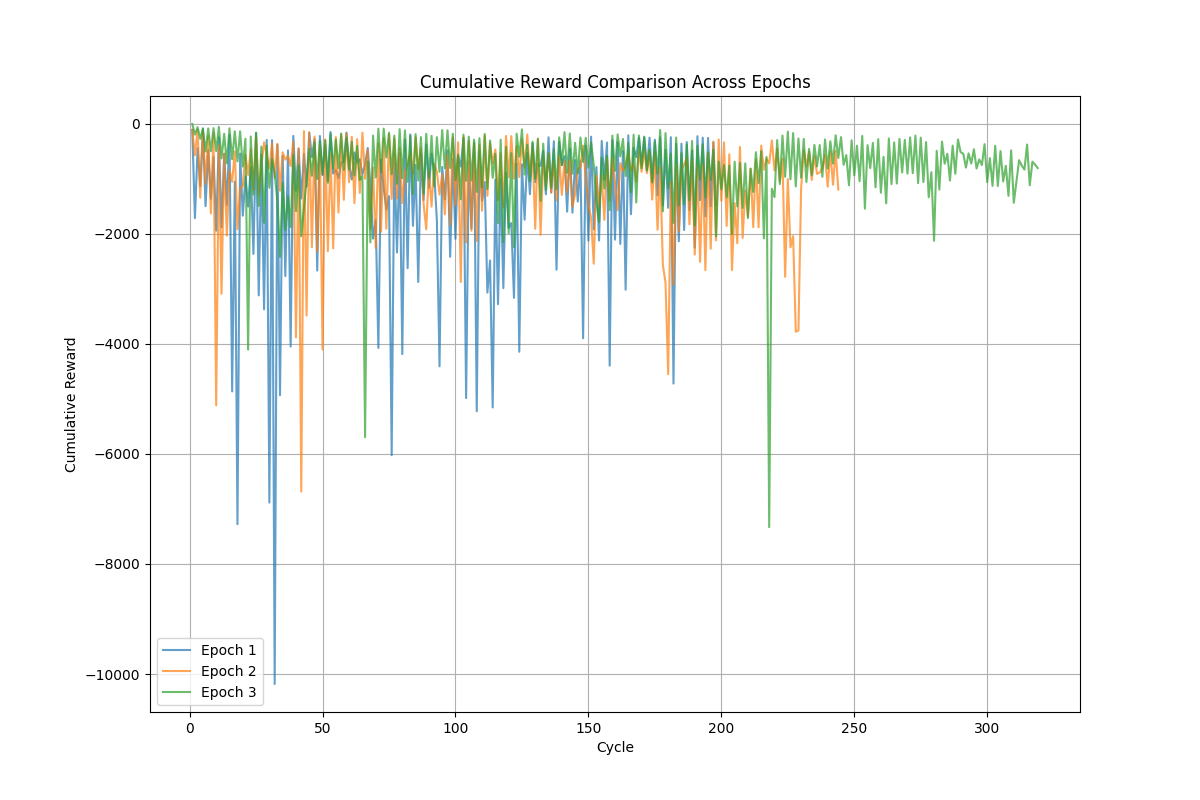 Cumulative Reward Comparison Across Epochs
Cumulative Reward
0
−2000
−4000
−6000
−8000
−10000
Epoch 1
Epoch 2
Epoch 3
0 50 100 150 200 250 300
Cycle